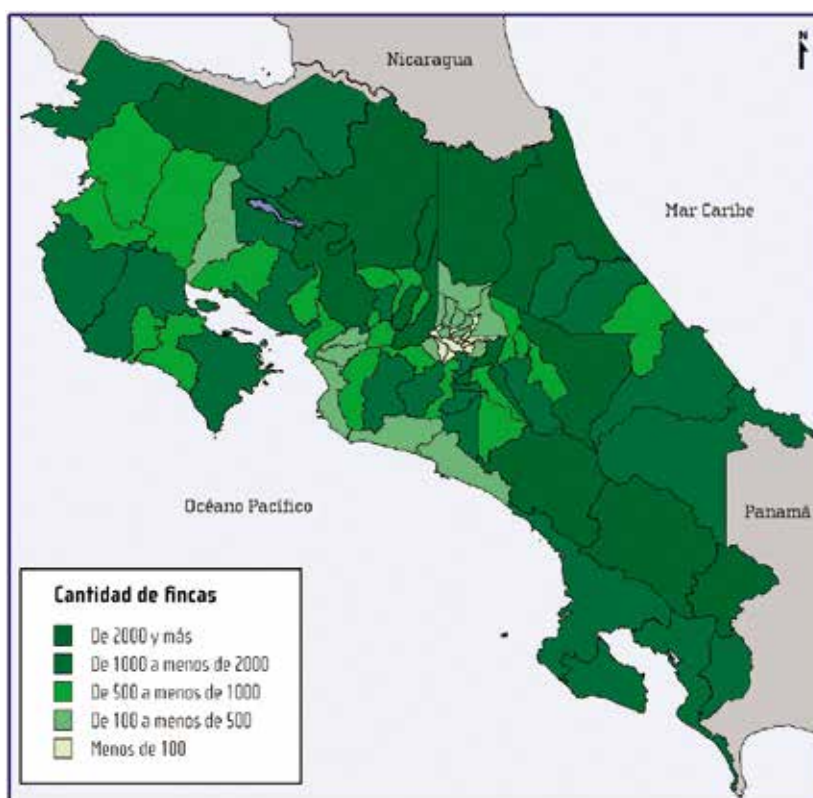 N
Nicaragua
Mar Caribe
Océano Pacífico
Panamá
Cantidad de fincas
De 2000 y más
De 1000 a menos de 2000
De 500 a menos de 1000
De 100 a menos de 500
Menos de 100